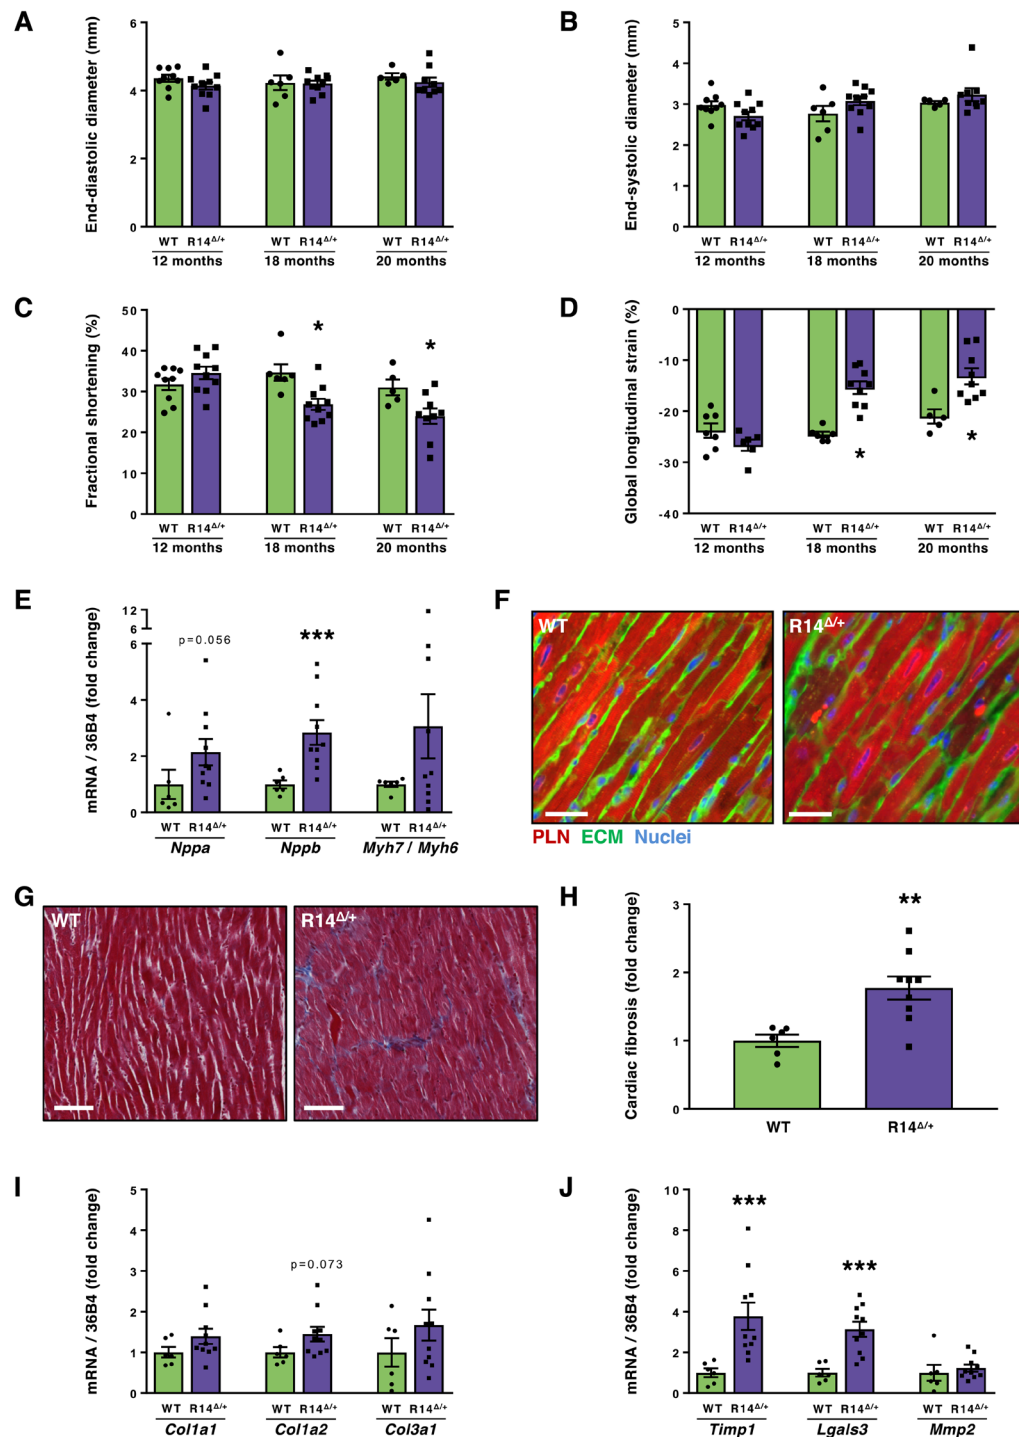 A
End-diastolic diameter (mm)
6
4
2
0
WT R14Δ/+ WT R14Δ/+ WT R14Δ/+
12 months 18 months 20 months
B
End-systolic diameter (mm)
5
4
3
2
1
0
WT R14Δ/+ WT R14Δ/+ WT R14Δ/+
12 months 18 months 20 months
C
Fractional shortening (%)
50
40
30
20
10
0
* *
WT R14Δ/+ WT R14Δ/+ WT R14Δ/+
12 months 18 months 20 months
D
Global longitudinal strain (%)
0
-10
-20
-30
-40
* *
WT R14Δ/+ WT R14Δ/+ WT R14Δ/+
12 months 18 months 20 months
E
mRNA / 36B4 (fold change)
12
6
6
4
2
0
p=0.056 ***
WT R14Δ/+ WT R14Δ/+ WT R14Δ/+
Nppa Nppb Myh7 / Myh6
F
WT R14Δ/+
PLN ECM Nuclei
G
WT R14Δ/+
H
Cardiac fibrosis (fold change)
3
2
1
0
**
WT R14Δ/+
I
mRNA / 36B4 (fold change)
5
4
3
2
1
0
p=0.073
WT R14Δ/+ WT R14Δ/+ WT R14Δ/+
Col1a1 Col1a2 Col3a1
J
mRNA / 36B4 (fold change)
10
8
6
4
2
0
*** ***
WT R14Δ/+ WT R14Δ/+ WT R14Δ/+
Timp1 Lgals3 Mmp2